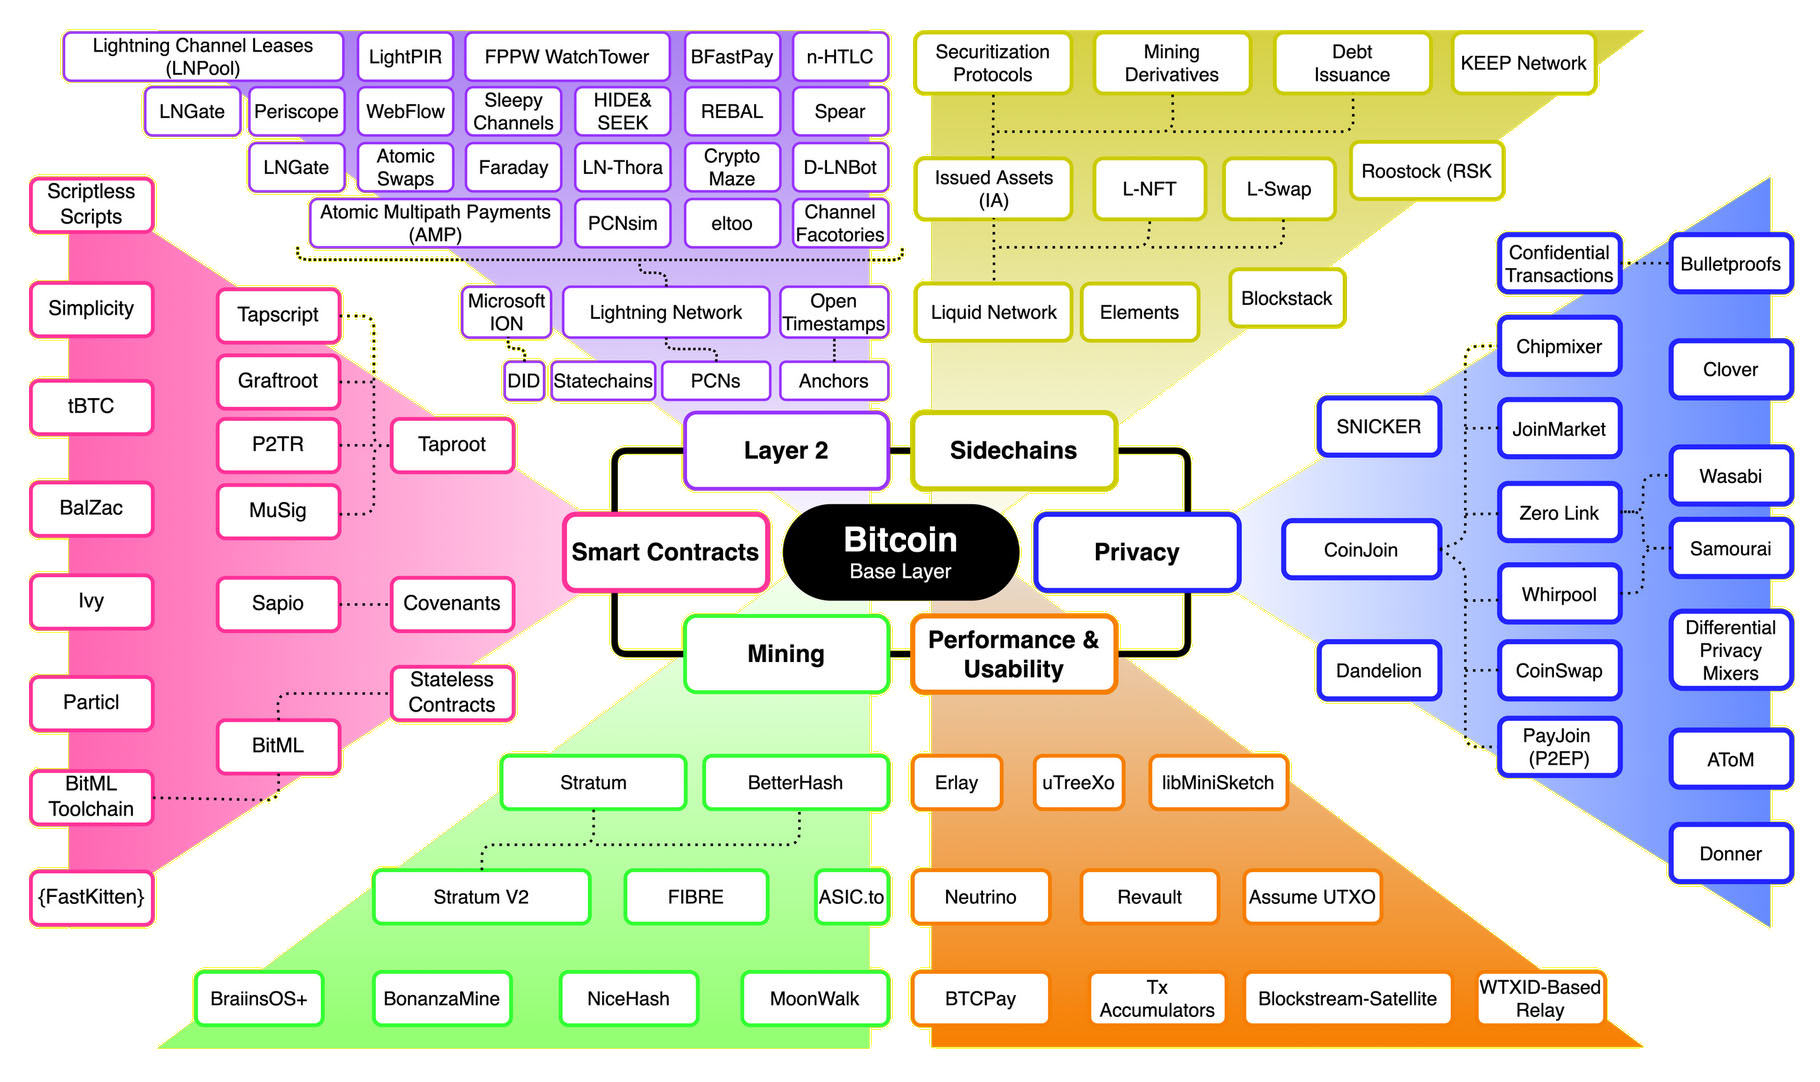 Lightning Channel Leases
(LNPool)
LightPIR
FPPW WatchTower
BFastPay
n-HTLC
LNGate
Periscope
WebFlow
Sleepy
Channels
HIDE&
SEEK
REBAL
Spear
LNGate
Atomic
Swaps
Faraday
LN-Thora
Crypto
Maze
D-LNBot
Atomic Multipath Payments
(AMP)
PCNsim
eltoo
Channel
Facotories
Microsoft
ION
Lightning Network
Open
Timestamps
DID
Statechains
PCNs
Anchors
Layer 2
Securitization
Protocols
Mining
Derivatives
Debt
Issuance
KEEP Network
Issued Assets
(IA)
L-NFT
L-Swap
Roostock (RSK
Liquid Network
Elements
Blockstack
Sidechains
Scriptless
Scripts
Simplicity
tBTC
BalZac
Ivy
Particl
BitML
Toolchain
{FastKitten}
Tapscript
Graftroot
P2TR
MuSig
Sapio
BitML
Taproot
Covenants
Stateless
Contracts
Smart Contracts
Bitcoin
Base Layer
Privacy
SNICKER
CoinJoin
Dandelion
Confidential
Transactions
Chipmixer
JoinMarket
Zero Link
Whirpool
CoinSwap
PayJoin
(P2EP)
Bulletproofs
Clover
Wasabi
Samourai
Differential
Privacy
Mixers
AToM
Donner
Mining
Stratum
BetterHash
Stratum V2
FIBRE
ASIC.to
BraiinsOS+
BonanzaMine
NiceHash
MoonWalk
Performance &
Usability
Erlay
uTreeXo
libMiniSketch
Neutrino
Revault
Assume UTXO
BTCPay
Tx
Accumulators
Blockstream-Satellite
WTXID-Based
Relay